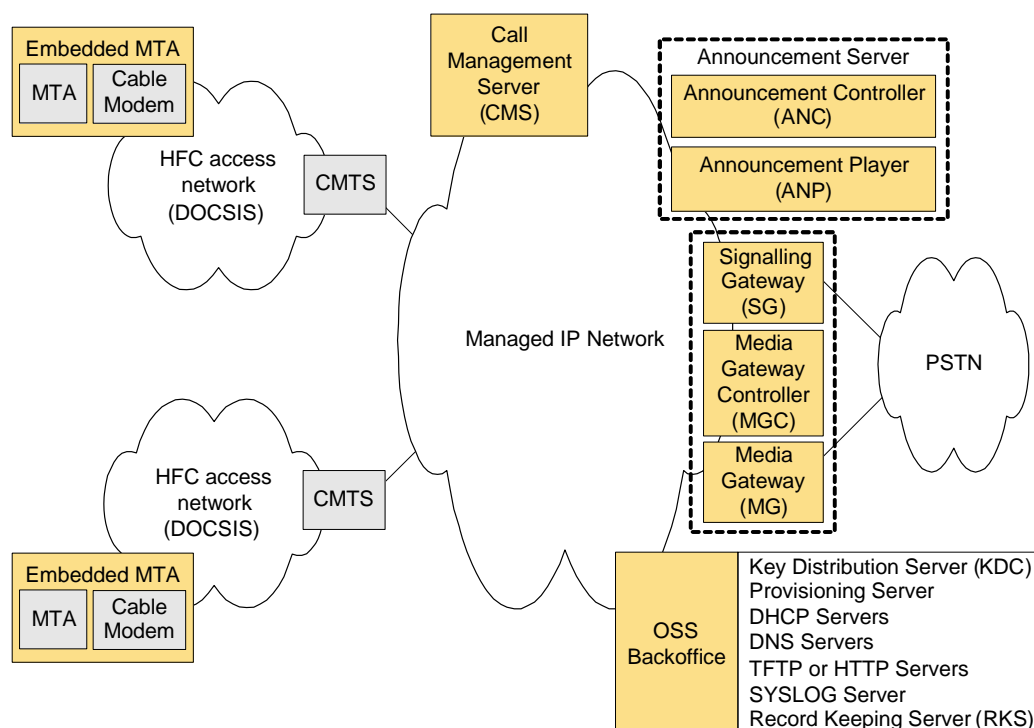 Embedded MTA
MTA
Cable
Modem
HFC access
network
(DOCSIS)
CMTS
Call
Management
Server
(CMS)
Announcement Server
Announcement Controller
(ANC)
Announcement Player
(ANP)
Signalling
Gateway
(SG)
Managed IP Network
Media
Gateway
Controller
(MGC)
PSTN
Media
Gateway
(MG)
HFC access
network
(DOCSIS)
CMTS
Embedded MTA
MTA
Cable
Modem
OSS
Backoffice
Key Distribution Server (KDC)
Provisioning Server
DHCP Servers
DNS Servers
TFTP or HTTP Servers
SYSLOG Server
Record Keeping Server (RKS)